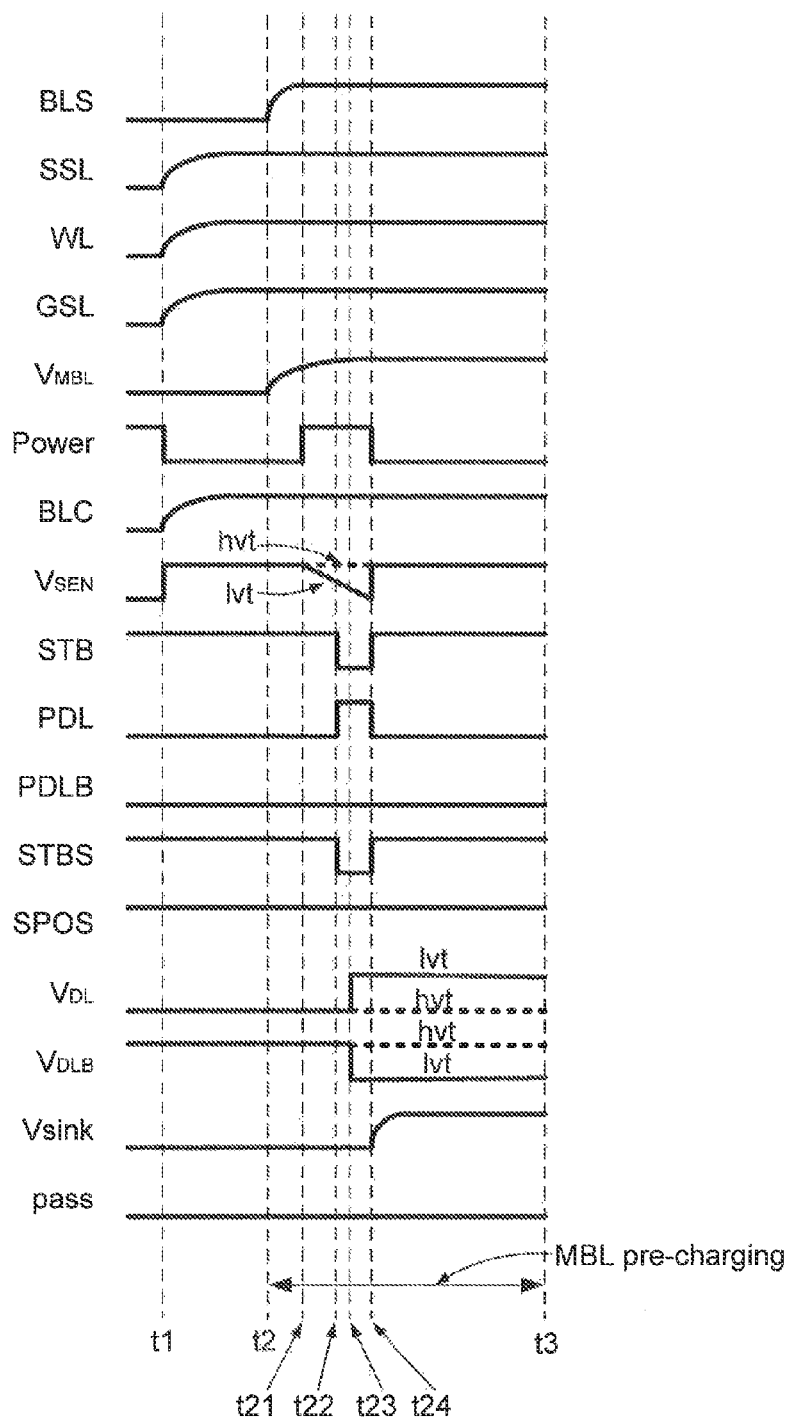 BLS
SSL
WL
GSL
VMBL
Power
BLC
hvt
VSEN
lvt
STB
PDL
PDLB
STBS
SPOS
lvt
VDL
hvt
hvt
VDLB
lvt
Vsink
pass
MBL pre-charging
t1 t2 t3
t21 t22 t23 t24